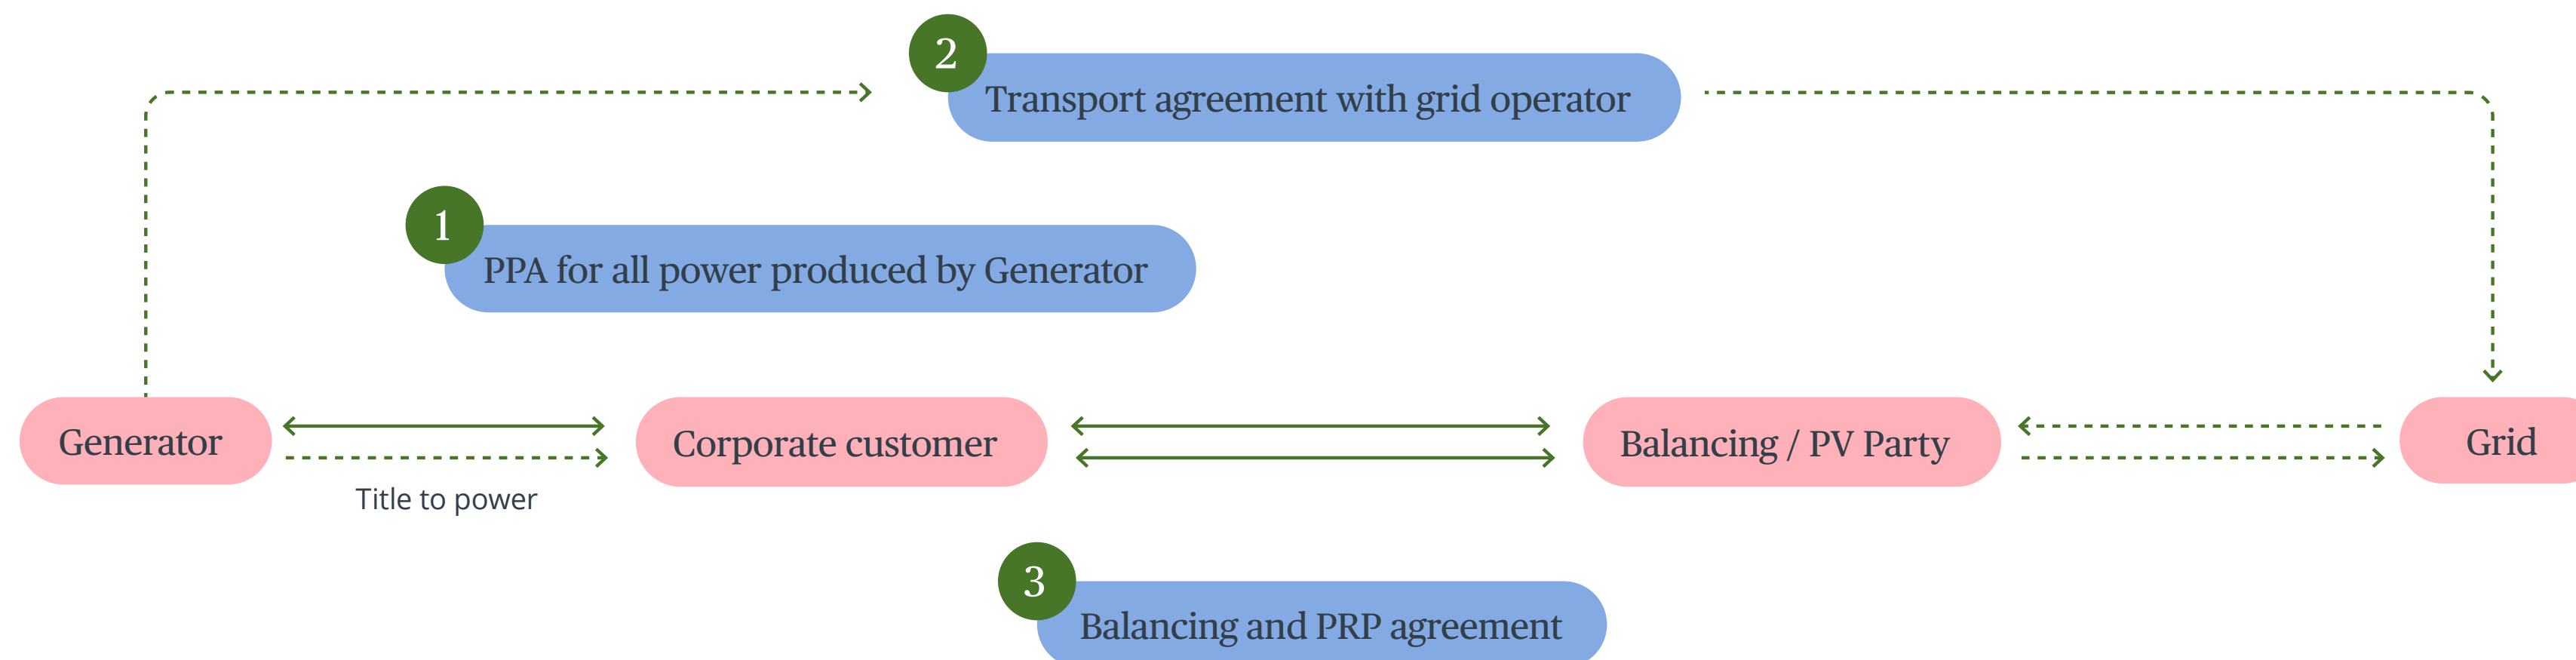 2
Transport agreement with grid operator
1
PPA for all power produced by Generator
Generator
Corporate customer
Balancing / PV Party
Grid
Title to power
3
Balancing and PRP agreement